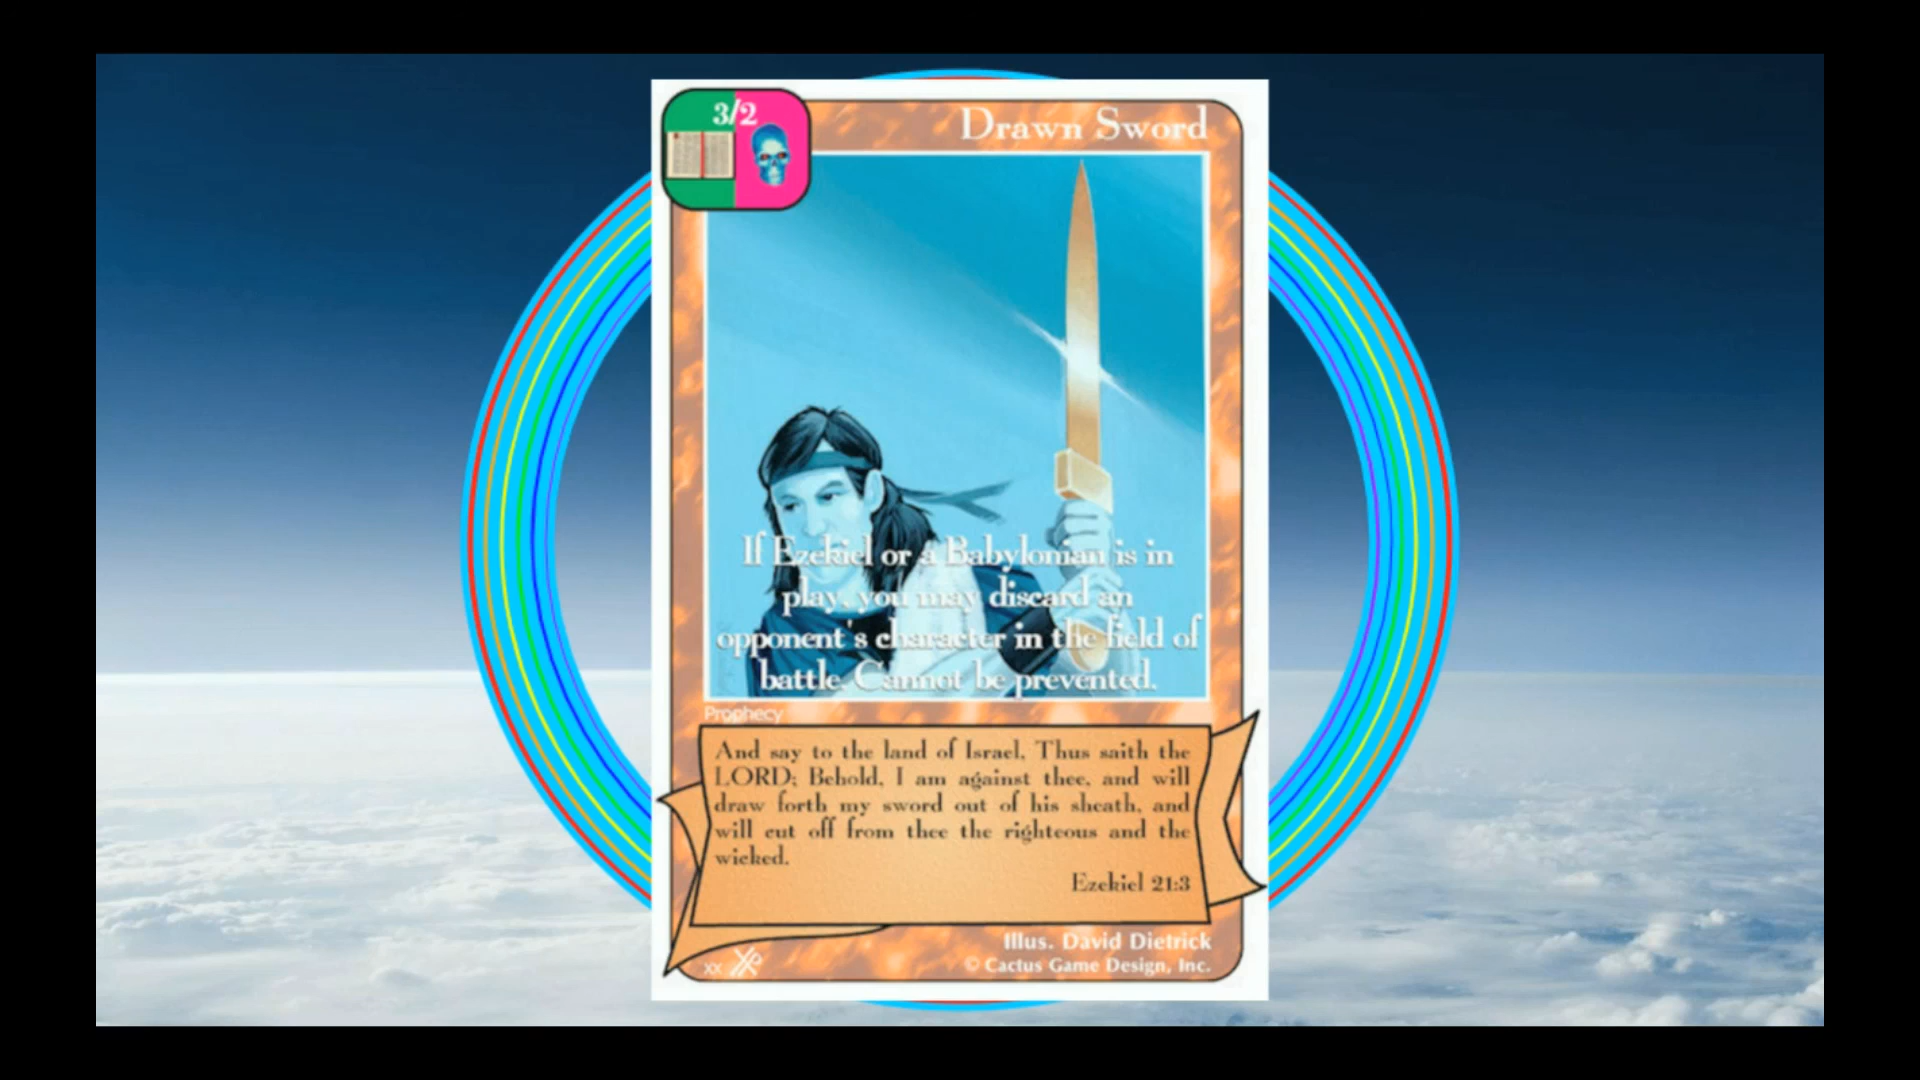 3/2
Drawn Sword
If Ezekiel or a Babylonian is in
play, you may discard an
opponent's character in the field of
battle. Cannot be prevented.
Prophecy
And say to the land of Israel, Thus saith the
LORD; Behold, I am against thee, and will
draw forth my sword out of his sheath, and
will cut off from thee the righteous and the
wicked.
Ezekiel 21:3
Illus. David Dietrick
XX
© Cactus Game Design, Inc.